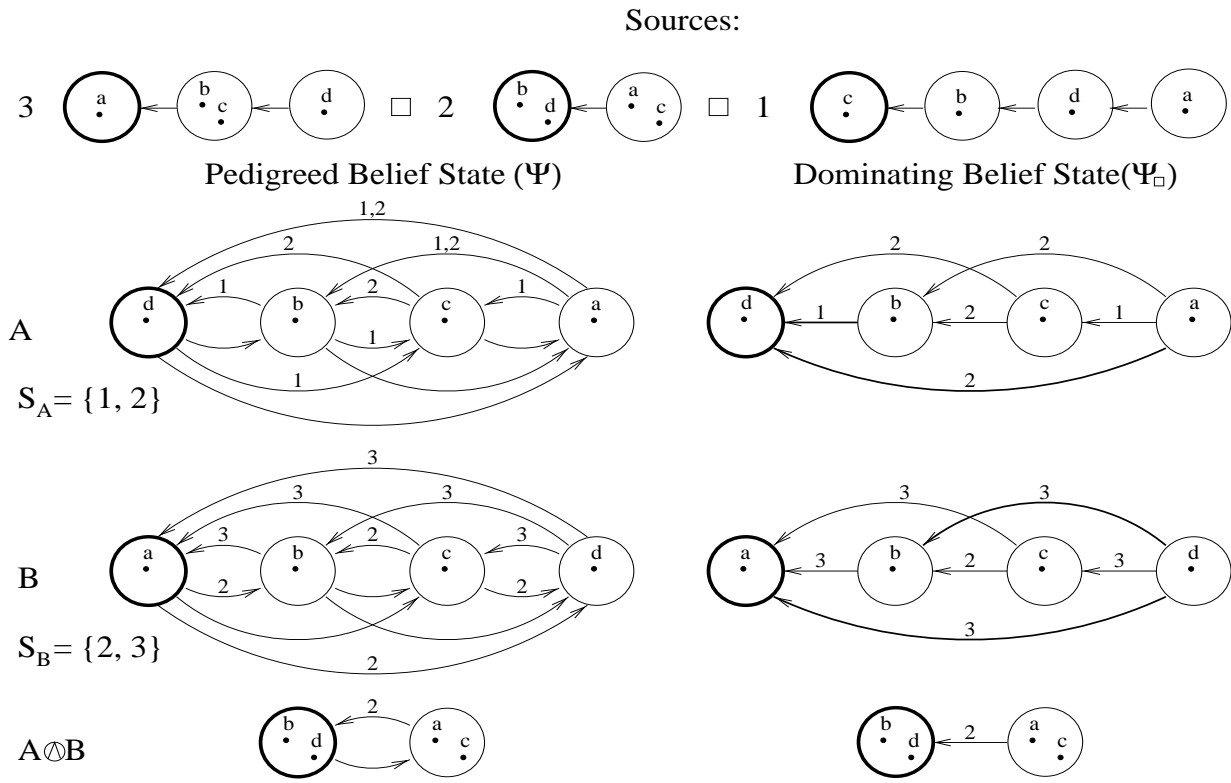 Sources:
3 a b c d □ 2 b d a c □ 1 c b d a
Pedigreed Belief State (Ψ) Dominating Belief State(Ψ□)
1,2
2 1,2 2 2
d 1 b 2 c 1 a d b c a
1 2 1
A
1
1 2
S_A = {1, 2}
3
3 3 3 3
a 3 b 2 c 3 d a b c d
3 2 3
B 2 2
3
S_B = {2, 3} 2
2
b d a c b d 2 a c
A⨇B